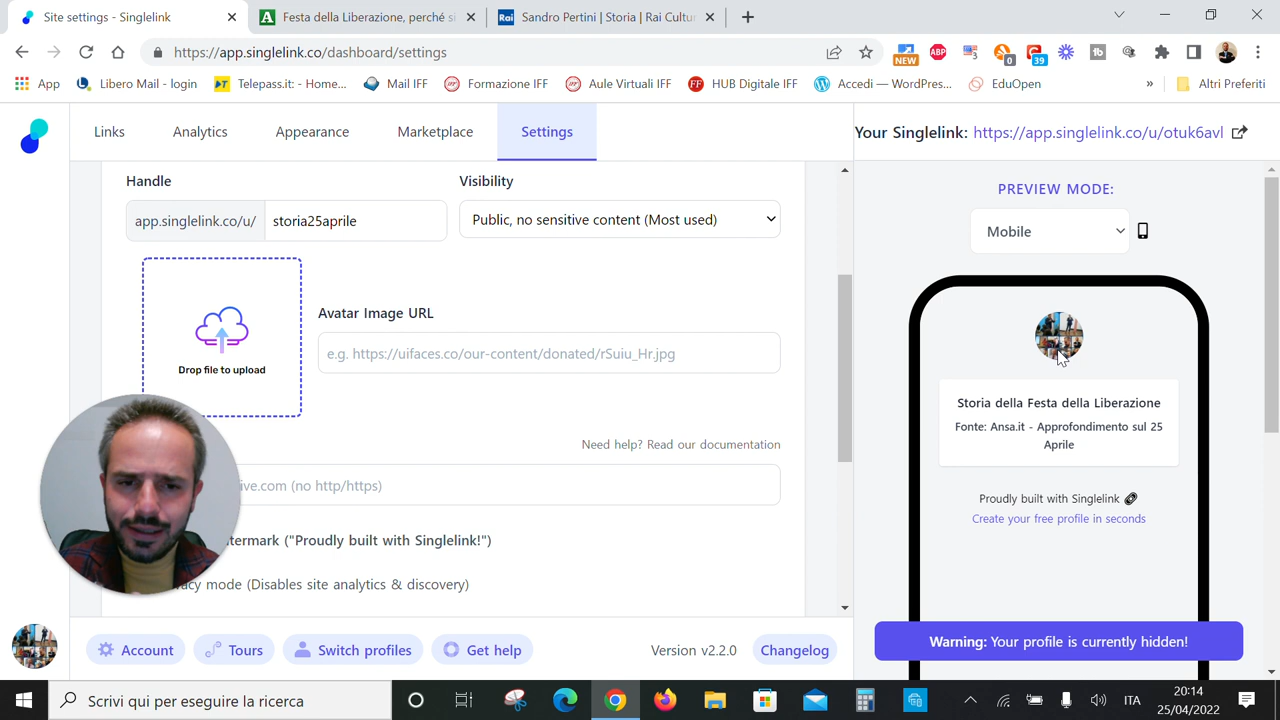 Site settings - Singlelink
Festa della Liberazione, perché si
Sandro Pertini | Storia | Rai Cultur
https://app.singlelink.co/dashboard/settings
NEW
ABP
3
0
39
App
Libero Mail - login
Telepass.it: - Home...
Mail IFF
Formazione IFF
Aule Virtuali IFF
HUB Digitale IFF
Accedi — WordPress...
EduOpen
»
Altri Preferiti
Links
Analytics
Appearance
Marketplace
Settings
Your Singlelink: https://app.singlelink.co/u/otuk6avl
Handle
Visibility
app.singlelink.co/u/
storia25aprile
Public, no sensitive content (Most used)
Drop file to upload
Avatar Image URL
e.g. https://uifaces.co/our-content/donated/rSuiu_Hr.jpg
Need help? Read our documentation
ive.com (no http/https)
termark ("Proudly built with Singlelink!")
acy mode (Disables site analytics & discovery)
Account
Tours
Switch profiles
Get help
Version v2.2.0
Changelog
PREVIEW MODE:
Mobile
Storia della Festa della Liberazione
Fonte: Ansa.it - Approfondimento sul 25
Aprile
Proudly built with Singlelink
Create your free profile in seconds
Warning: Your profile is currently hidden!
Scrivi qui per eseguire la ricerca
ITA
20:14
25/04/2022